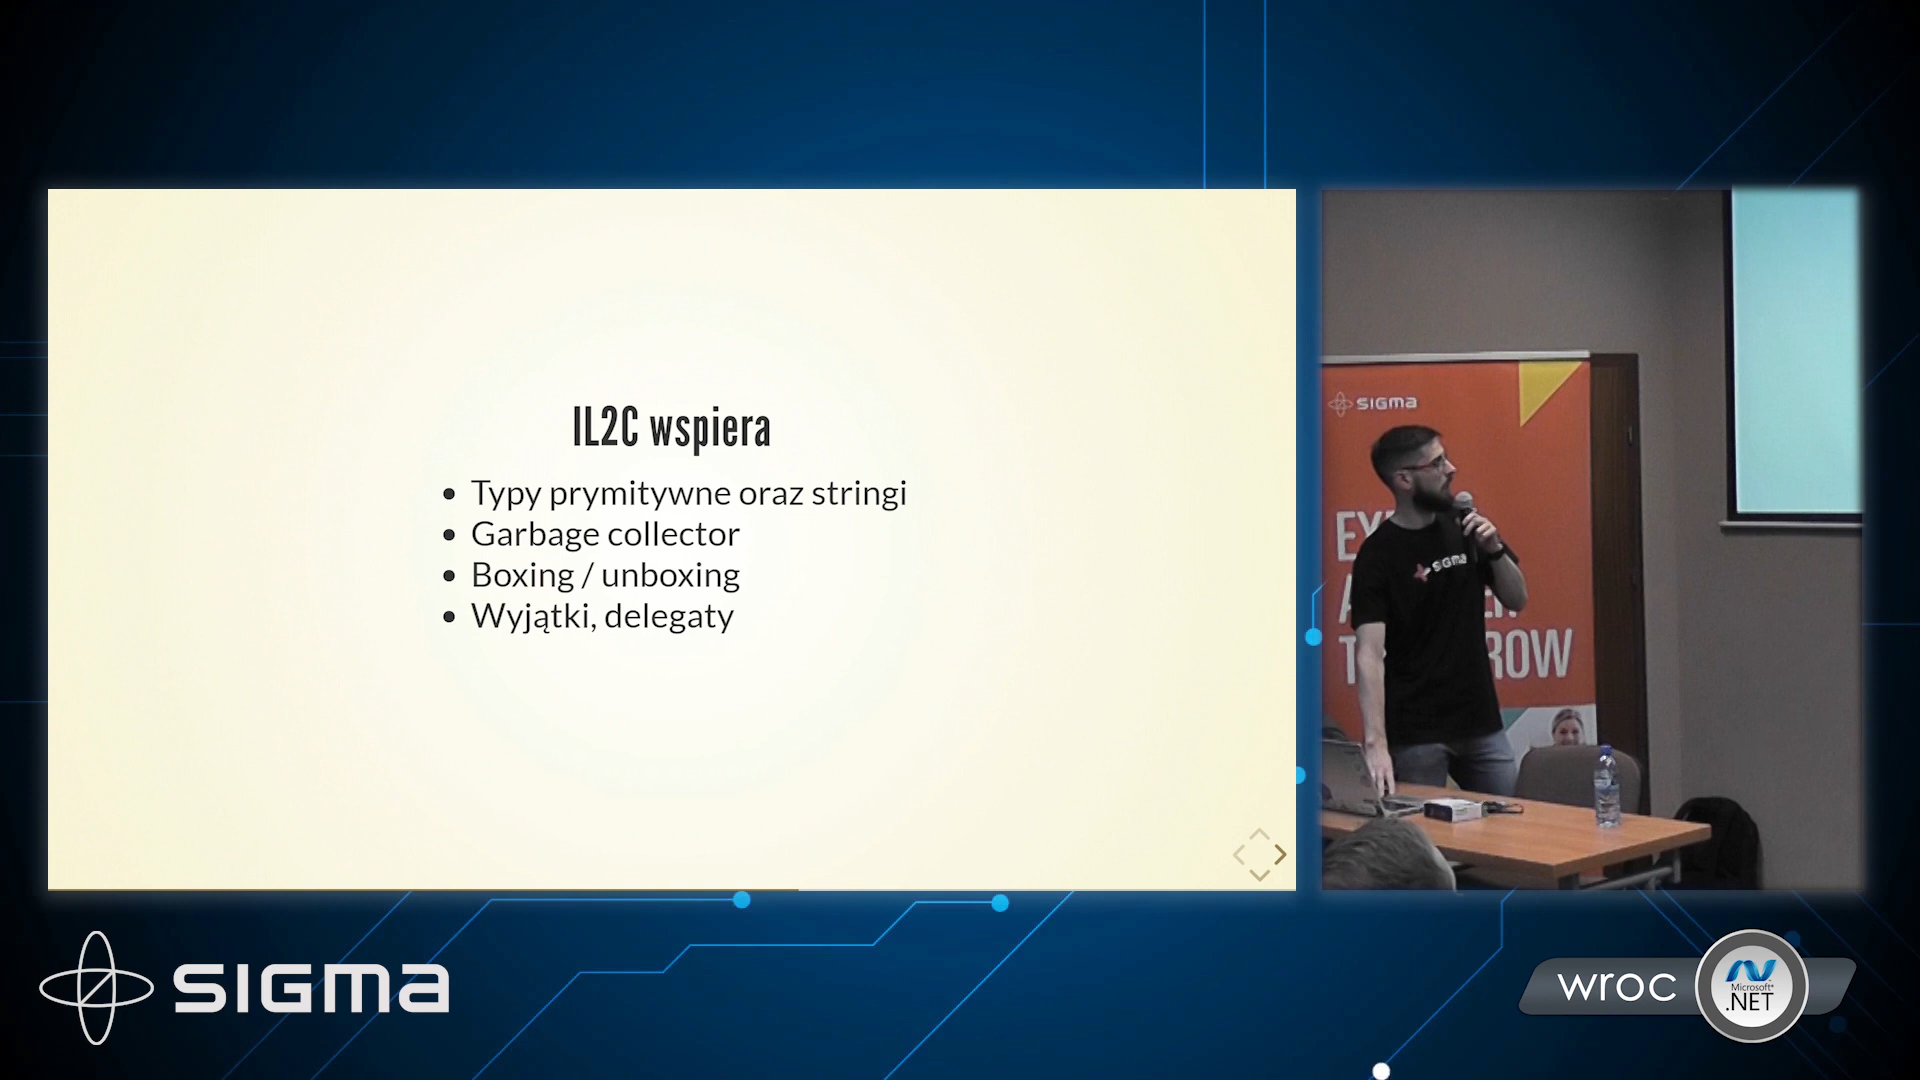 IL2C wspiera
• Typy prymitywne oraz stringi
• Garbage collector
• Boxing / unboxing
• Wyjątki, delegaty
SIGMA
SIGMA
ROW
SIGMA
wroc
Microsoft
.NET